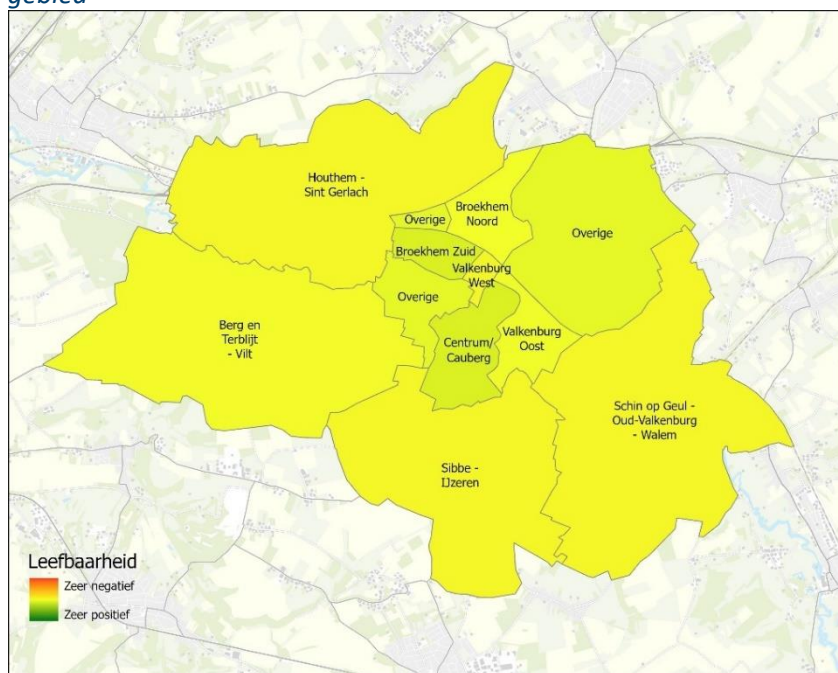 gebied
Houthem -
Sint Gerlach
Broekhem
Noord
Overige
Overige
Broekhem Zuid
Valkenburg
West
Overige
Berg en
Terblijt
- Vilt
Centrum/
Cauberg
Valkenburg
Oost
Schin op Geul -
Oud-Valkenburg
- Walem
Sibbe -
IJzeren
Leefbaarheid
Zeer negatief
Zeer positief